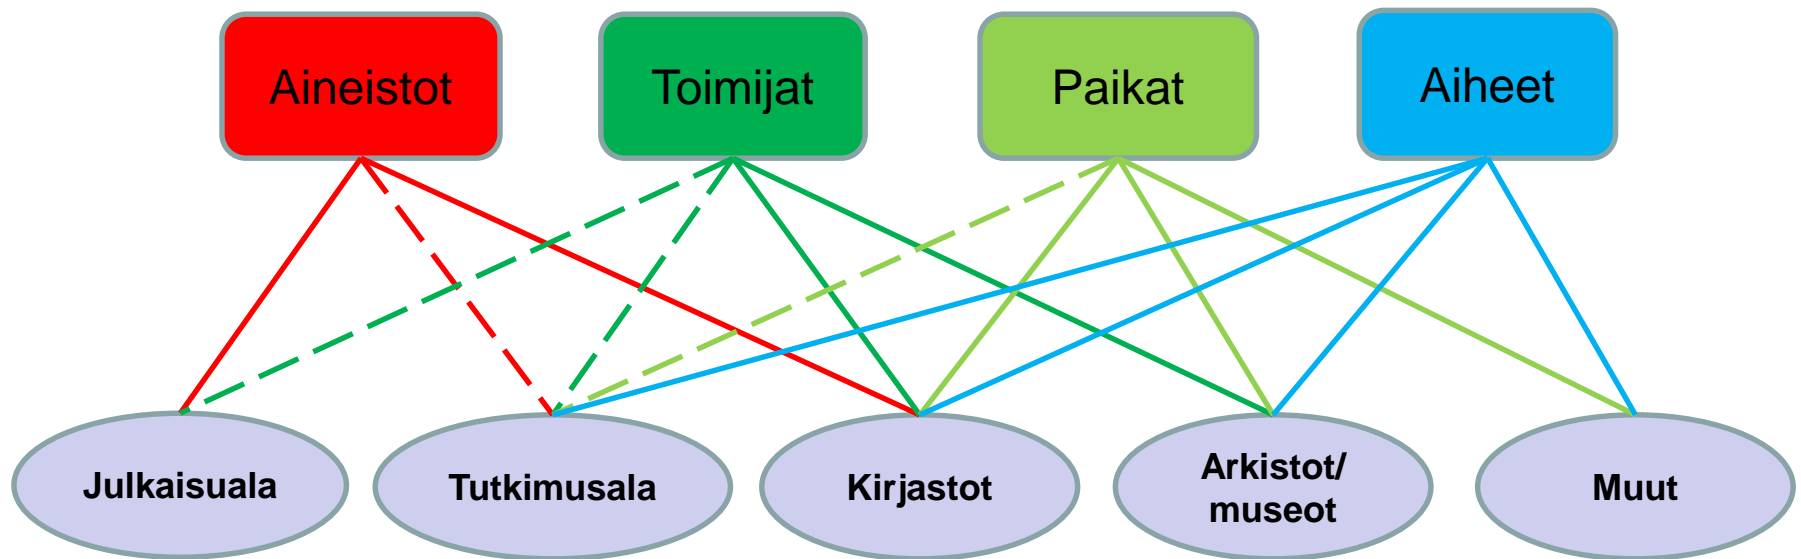 Aineistot
Toimijat
Paikat
Aiheet
Julkaisuala
Tutkimusala
Kirjastot
Arkistot/
museot
Muut